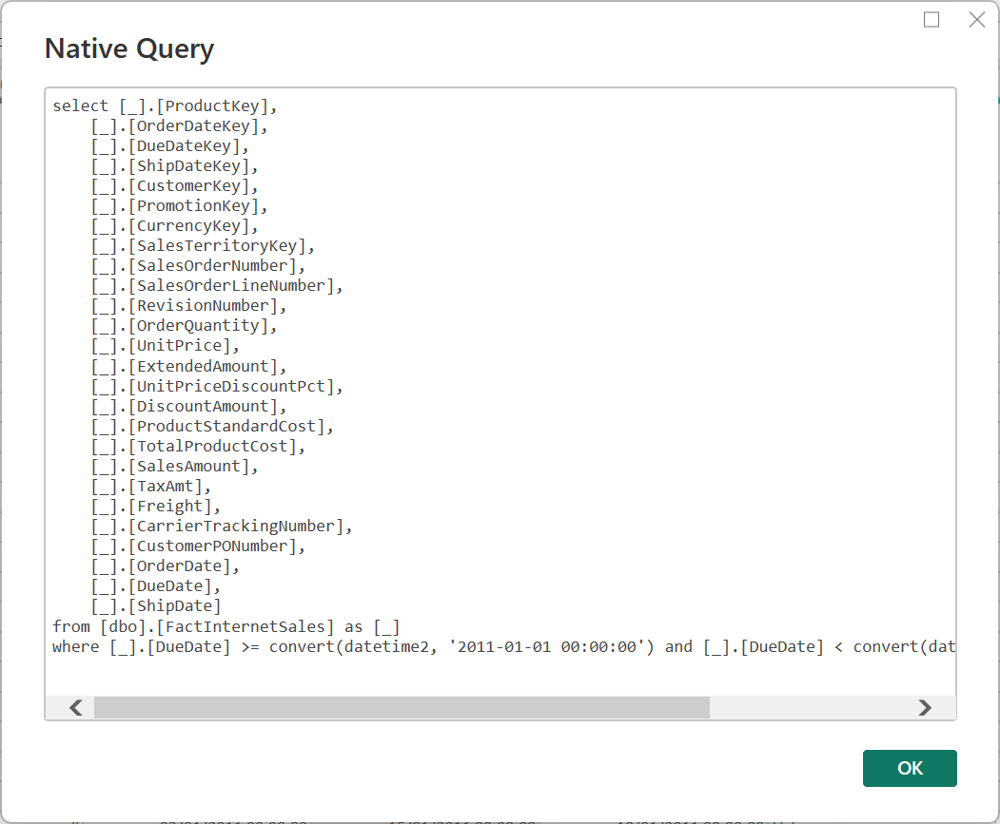 Native Query
select [_].[ProductKey],
    [_].[OrderDateKey],
    [_].[DueDateKey],
    [_].[ShipDateKey],
    [_].[CustomerKey],
    [_].[PromotionKey],
    [_].[CurrencyKey],
    [_].[SalesTerritoryKey],
    [_].[SalesOrderNumber],
    [_].[SalesOrderLineNumber],
    [_].[RevisionNumber],
    [_].[OrderQuantity],
    [_].[UnitPrice],
    [_].[ExtendedAmount],
    [_].[UnitPriceDiscountPct],
    [_].[DiscountAmount],
    [_].[ProductStandardCost],
    [_].[TotalProductCost],
    [_].[SalesAmount],
    [_].[TaxAmt],
    [_].[Freight],
    [_].[CarrierTrackingNumber],
    [_].[CustomerPONumber],
    [_].[OrderDate],
    [_].[DueDate],
    [_].[ShipDate]
from [dbo].[FactInternetSales] as [_]
where [_].[DueDate] >= convert(datetime2, '2011-01-01 00:00:00') and [_].[DueDate] < convert(dat
OK